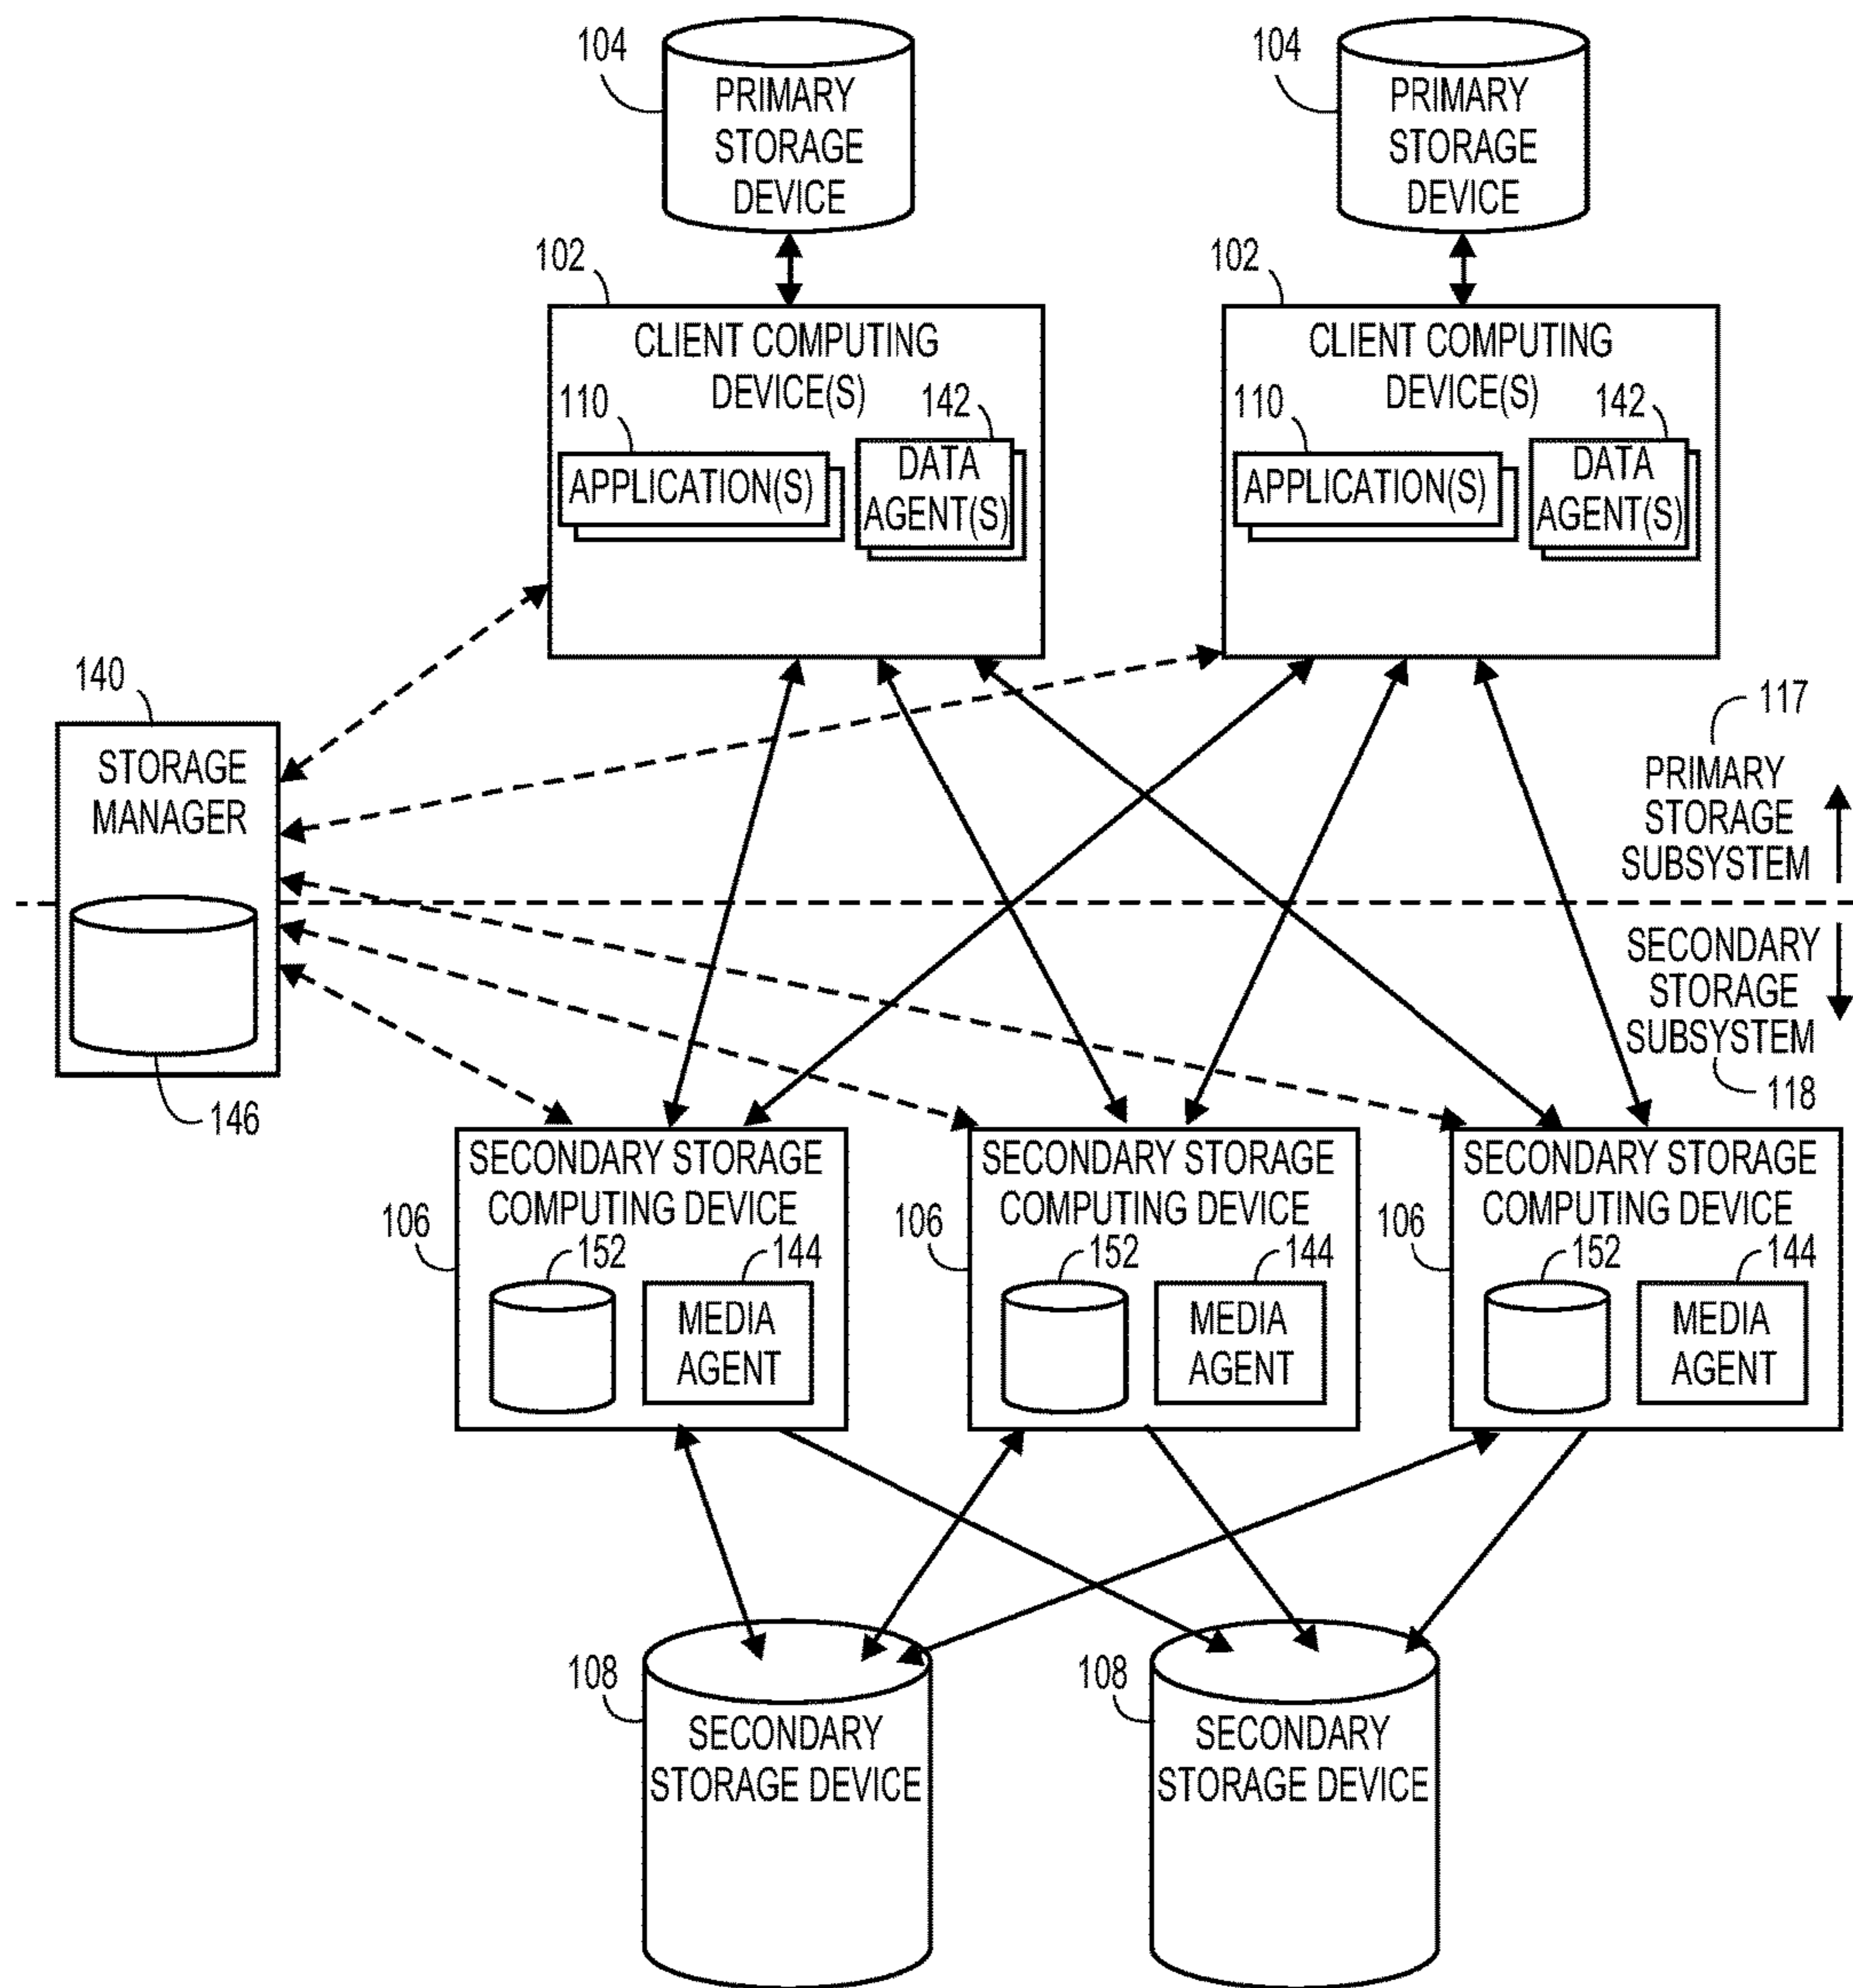 104
PRIMARY
STORAGE
DEVICE
104
PRIMARY
STORAGE
DEVICE
102
CLIENT COMPUTING
DEVICE(S)
110
APPLICATION(S)
142
DATA
AGENT(S)
102
CLIENT COMPUTING
DEVICE(S)
110
APPLICATION(S)
142
DATA
AGENT(S)
140
STORAGE
MANAGER
146
117
PRIMARY
STORAGE
SUBSYSTEM
SECONDARY
STORAGE
SUBSYSTEM
118
106
SECONDARY STORAGE
COMPUTING DEVICE
152
144
MEDIA
AGENT
106
SECONDARY STORAGE
COMPUTING DEVICE
152
144
MEDIA
AGENT
106
SECONDARY STORAGE
COMPUTING DEVICE
152
144
MEDIA
AGENT
108
SECONDARY
STORAGE DEVICE
108
SECONDARY
STORAGE DEVICE